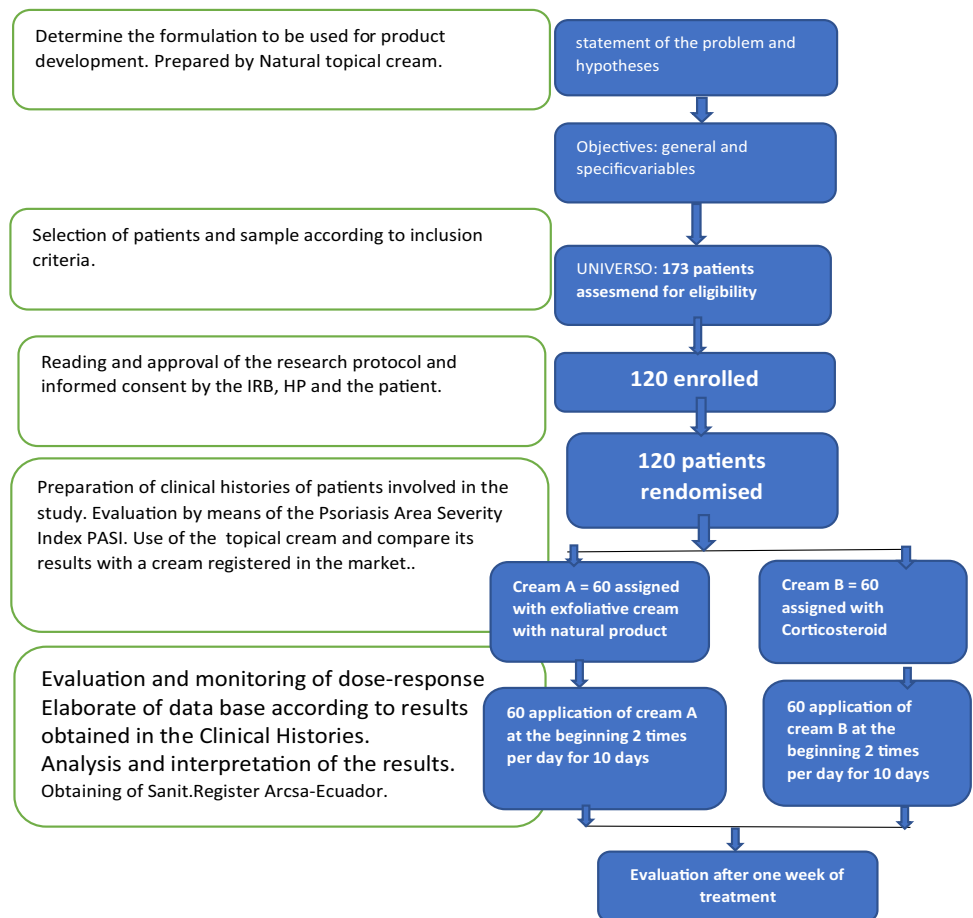 Determine the formulation to be used for product
development. Prepared by Natural topical cream.
statement of the problem and
hypotheses
Objectives: general and
specificvariables
Selection of patients and sample according to inclusion
criteria.
UNIVERSO: 173 patients
assesmend for eligibility
Reading and approval of the research protocol and
informed consent by the IRB, HP and the patient.
120 enrolled
120 patients
rendomised
Preparation of clinical histories of patients involved in the
study. Evaluation by means of the Psoriasis Area Severity
Index PASI. Use of the topical cream and compare its
results with a cream registered in the market..
Cream A = 60 assigned
with exfoliative cream
with natural product
Cream B = 60
assigned with
Corticosteroid
Evaluation and monitoring of dose-response
Elaborate of data base according to results
obtained in the Clinical Histories.
Analysis and interpretation of the results.
Obtaining of Sanit.Register Arcsa-Ecuador.
60 application of cream A
at the beginning 2 times
per day for 10 days
60 application of
cream B at the
beginning 2 times
per day for 10 days
Evaluation after one week of
treatment